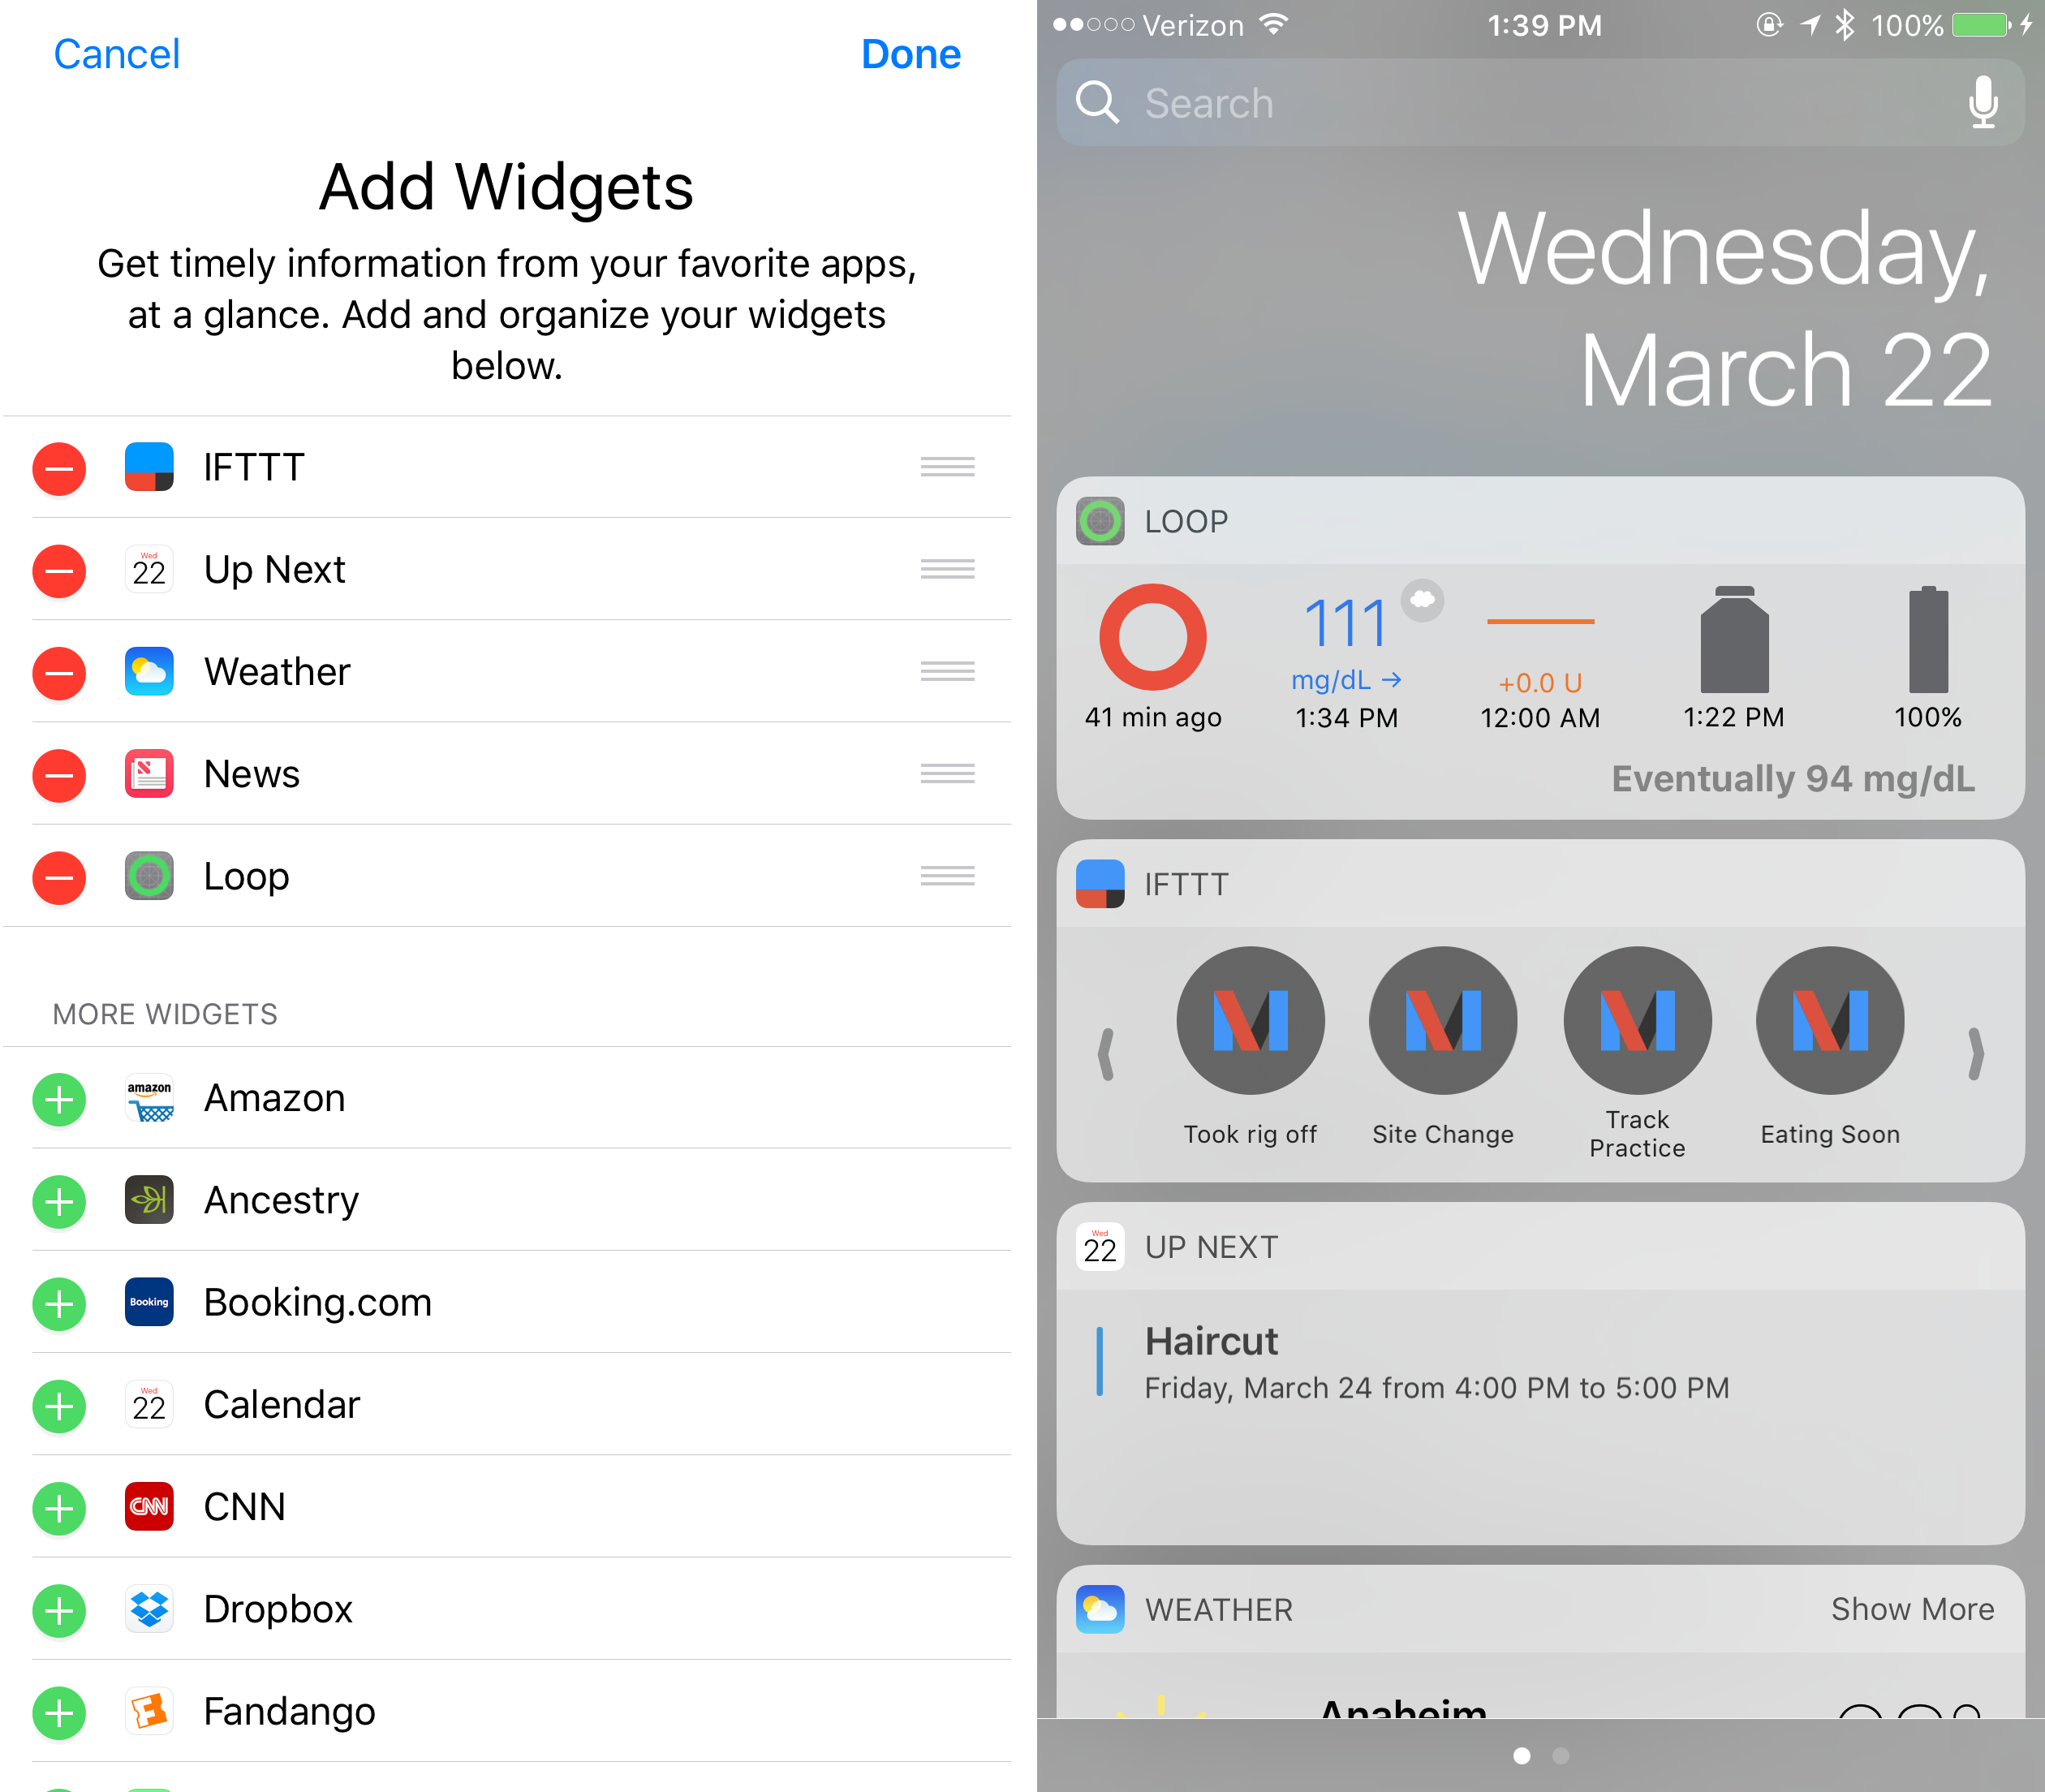 Cancel
Done
Add Widgets
Get timely information from your favorite apps,
at a glance. Add and organize your widgets
below.
IFTTT
Wed
22
Up Next
Weather
News
Loop
MORE WIDGETS
amazon
Amazon
Ancestry
Booking
Booking.com
Wed
22
Calendar
CNN
CNN
Dropbox
Fandango
Verizon
1:39 PM
100%
Search
Wednesday,
March 22
LOOP
111
mg/dL →
+0.0 U
41 min ago
1:34 PM
12:00 AM
1:22 PM
100%
Eventually 94 mg/dL
IFTTT
Took rig off
Site Change
Track
Practice
Eating Soon
Wed
22
UP NEXT
Haircut
Friday, March 24 from 4:00 PM to 5:00 PM
WEATHER
Show More
Anaheim